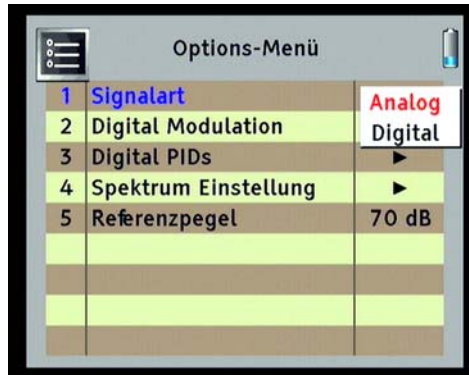 Options-Menü
1 Signalart Analog
2 Digital Modulation Digital
3 Digital PIDs ►
4 Spektrum Einstellung ►
5 Referenzpegel 70 dB